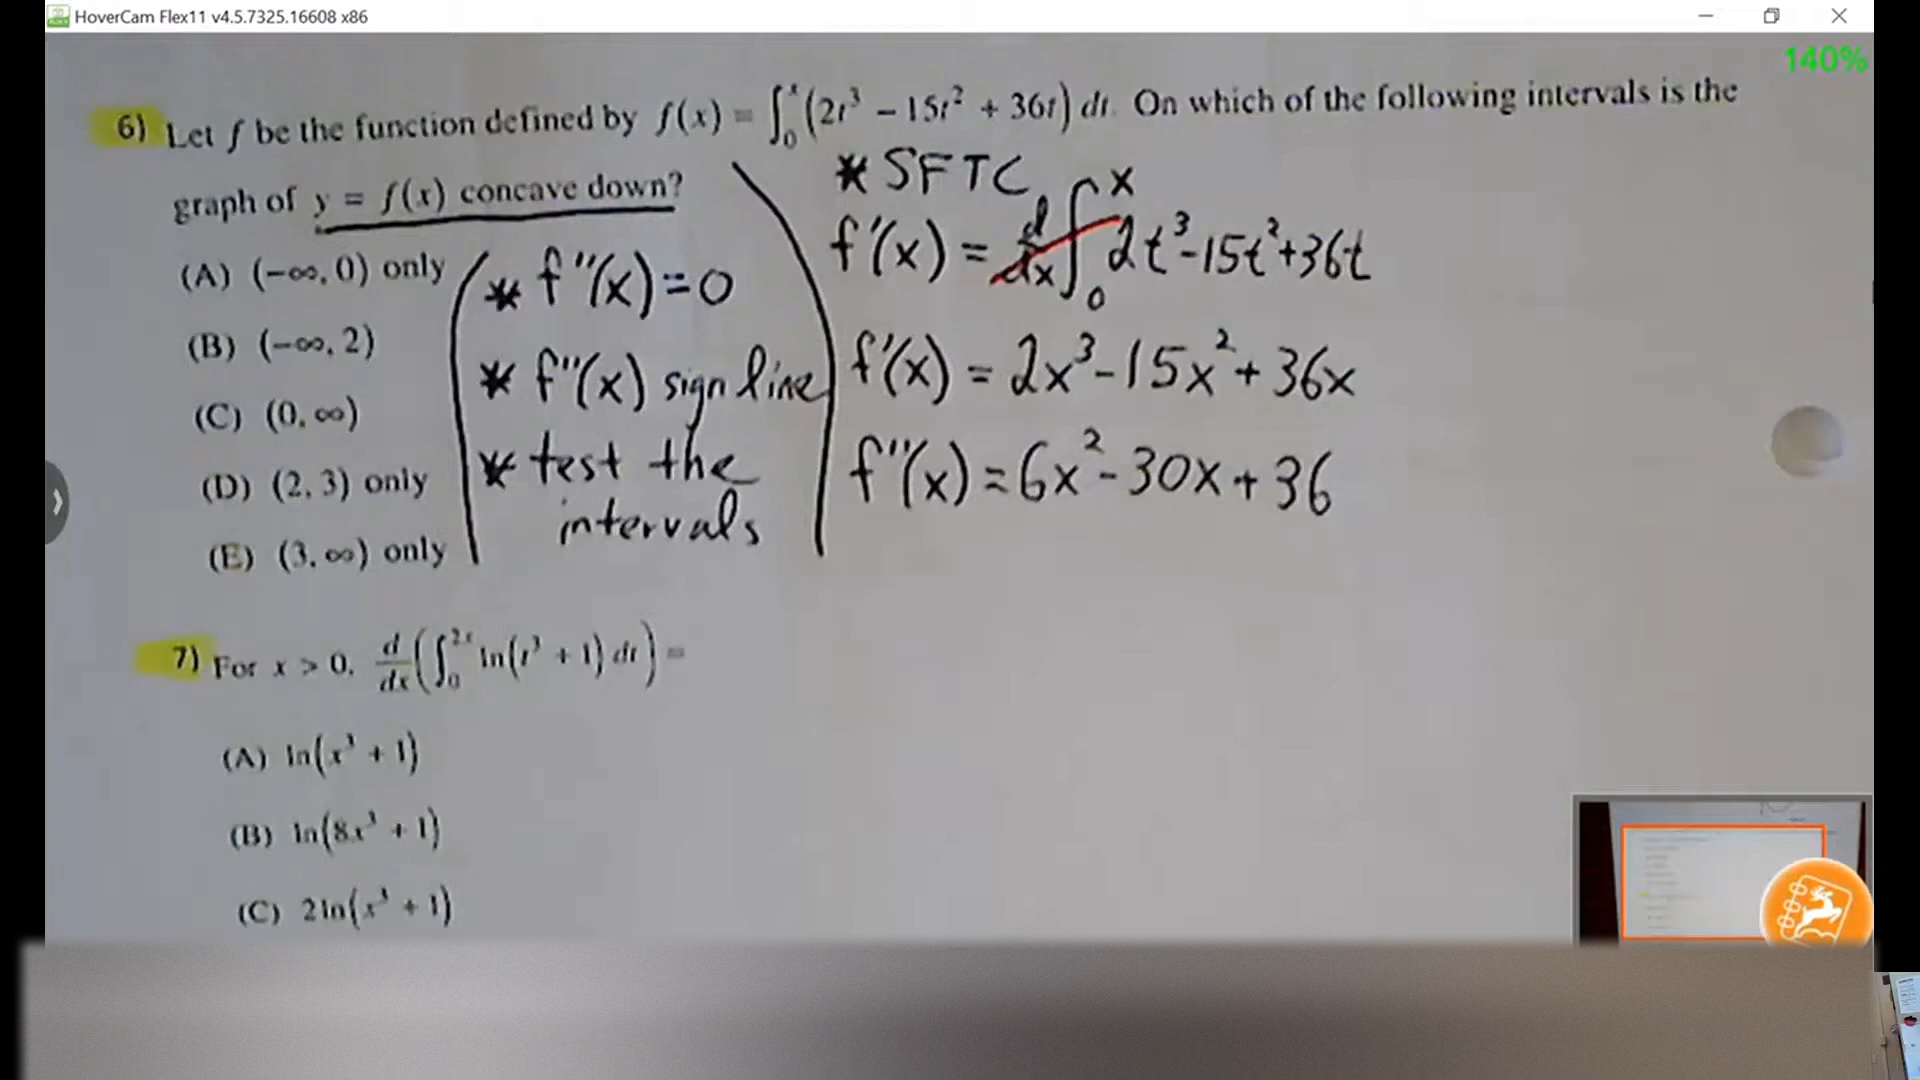 HoverCam Flex11 v4.5.7325.16608 x86
140%
6) Let f be the function defined by f(x) = ∫₀ˣ (2t³ − 15t² + 36t) dt. On which of the following intervals is the
graph of y = f(x) concave down?
(A) (−∞, 0) only
(B) (−∞, 2)
(C) (0, ∞)
(D) (2, 3) only
(E) (3, ∞) only
* f''(x) = 0
* f''(x) sign line
* test the
intervals
* SFTC
f'(x) = d/dx ∫₀ˣ 2t³-15t²+36t
f'(x) = 2x³-15x²+36x
f''(x) = 6x²-30x+36
7) For x > 0, d/dx (∫₀²ˣ ln(t³ + 1) dt) =
(A) ln(x³ + 1)
(B) ln(8x³ + 1)
(C) 2 ln(x³ + 1)